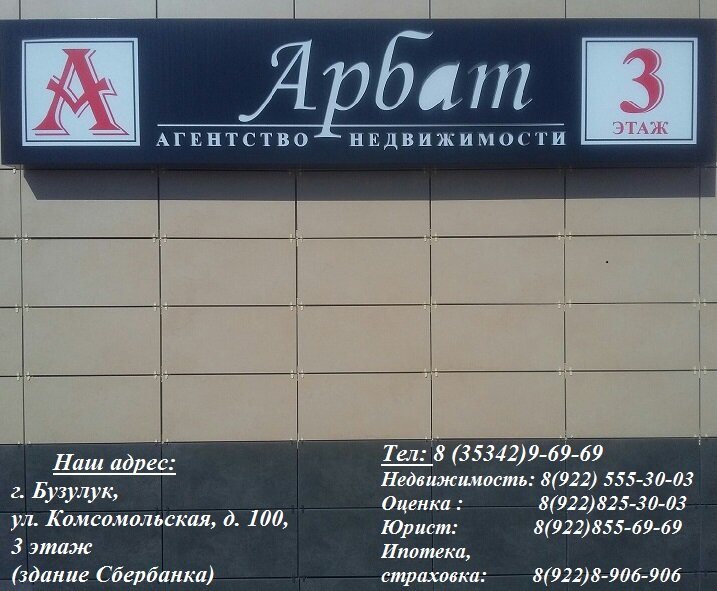 А
Арбат
АГЕНТСТВО НЕДВИЖИМОСТИ
3
ЭТАЖ
Наш адрес:
г. Бузулук,
ул. Комсомольская, д. 100,
3 этаж
(здание Сбербанка)
Тел: 8 (35342)9-69-69
Недвижимость: 8(922) 555-30-03
Оценка : 8(922)825-30-03
Юрист: 8(922)855-69-69
Ипотека,
страховка: 8(922)8-906-906